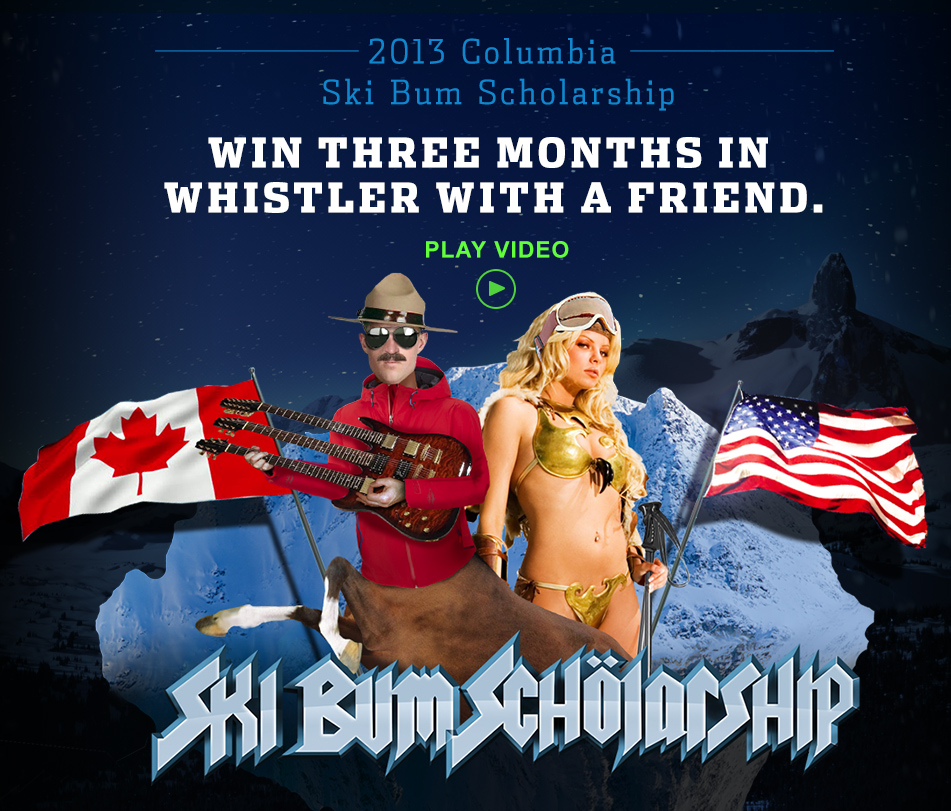 2013 Columbia
Ski Bum Scholarship
WIN THREE MONTHS IN
WHISTLER WITH A FRIEND.
PLAY VIDEO
SKI BUM SCHÖLARSHIP